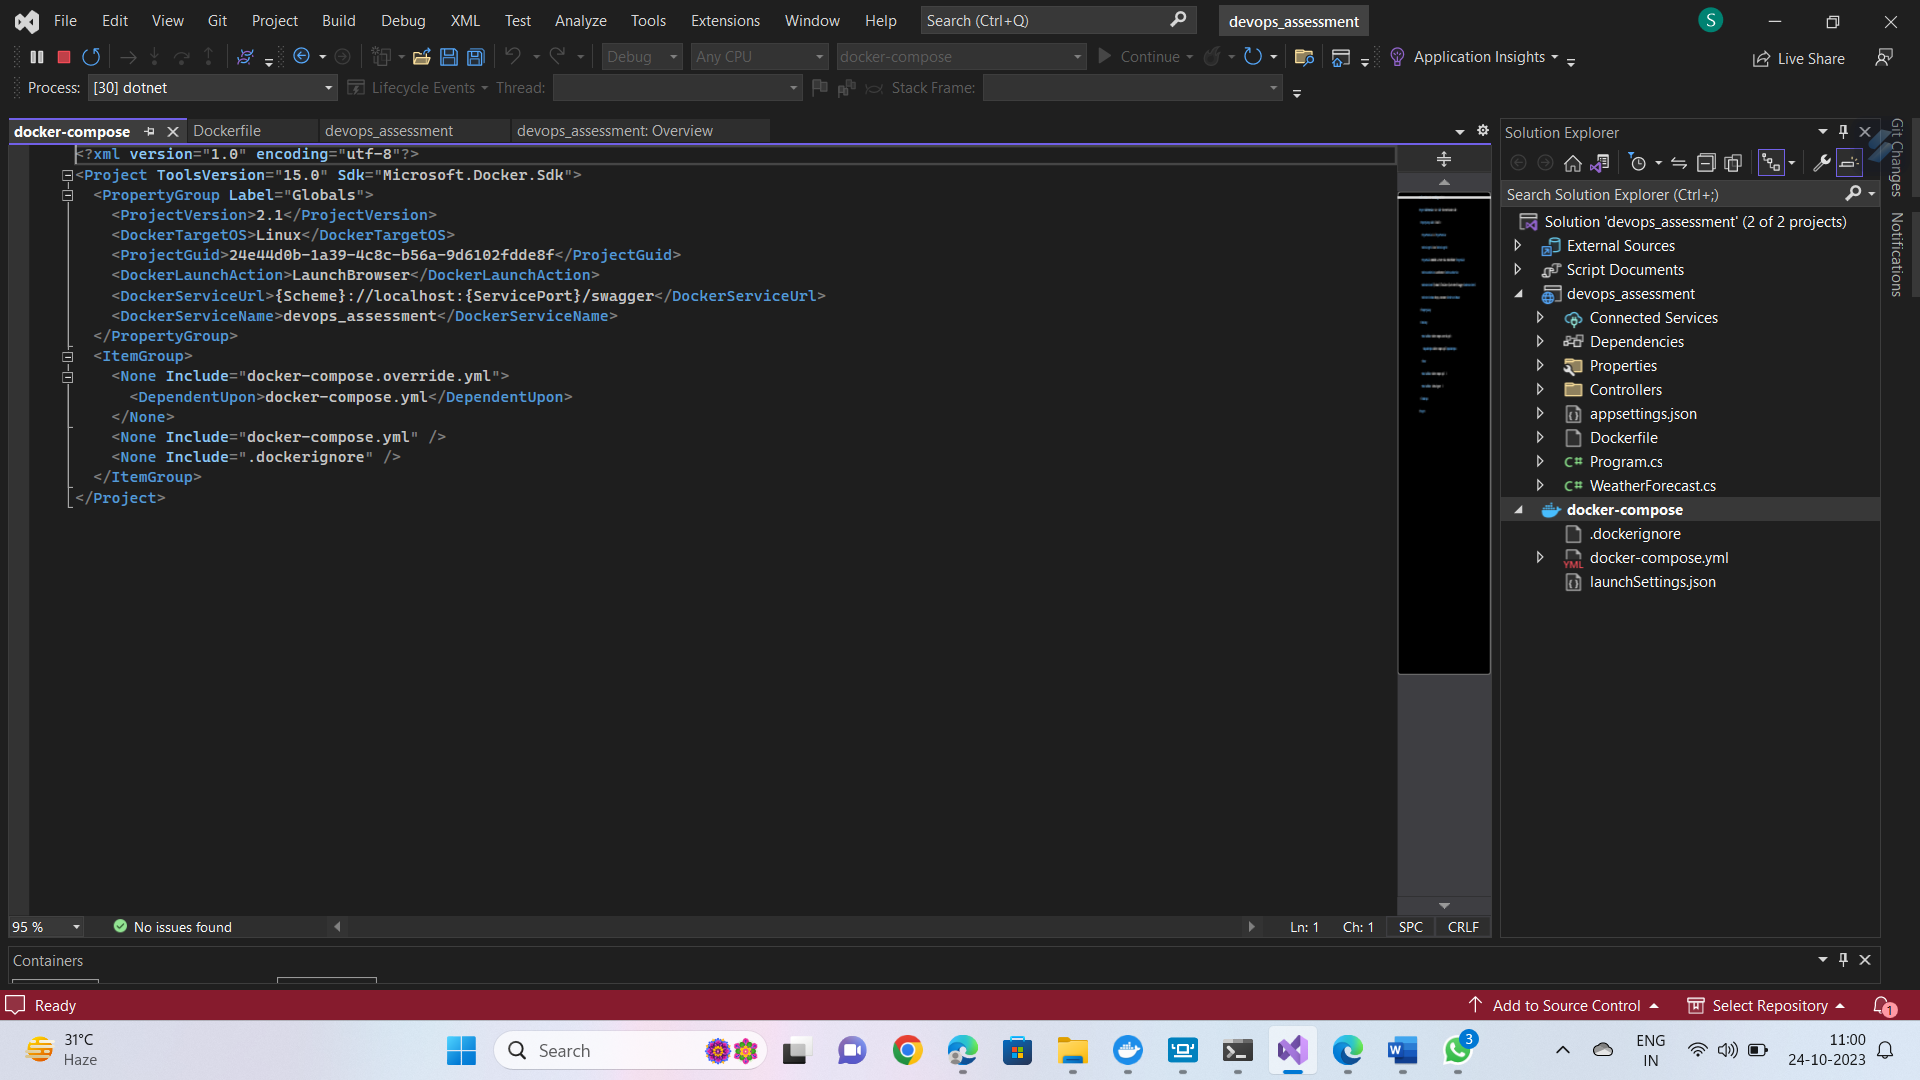 File Edit View Git Project Build Debug XML Test Analyze Tools Extensions Window Help Search (Ctrl+Q) devops_assessment S
Debug Any CPU docker-compose Continue Application Insights Live Share
Process: [30] dotnet Lifecycle Events Thread: Stack Frame:
docker-compose Dockerfile devops_assessment devops_assessment: Overview
<?xml version="1.0" encoding="utf-8"?>
<Project ToolsVersion="15.0" Sdk="Microsoft.Docker.Sdk">
<PropertyGroup Label="Globals">
<ProjectVersion>2.1</ProjectVersion>
<DockerTargetOS>Linux</DockerTargetOS>
<ProjectGuid>24e44d0b-1a39-4c8c-b56a-9d6102fdde8f</ProjectGuid>
<DockerLaunchAction>LaunchBrowser</DockerLaunchAction>
<DockerServiceUrl>{Scheme}://localhost:{ServicePort}/swagger</DockerServiceUrl>
<DockerServiceName>devops_assessment</DockerServiceName>
</PropertyGroup>
<ItemGroup>
<None Include="docker-compose.override.yml">
<DependentUpon>docker-compose.yml</DependentUpon>
</None>
<None Include="docker-compose.yml" />
<None Include=".dockerignore" />
</ItemGroup>
</Project>
95 % No issues found Ln: 1 Ch: 1 SPC CRLF
Solution Explorer
Search Solution Explorer (Ctrl+;)
Solution 'devops_assessment' (2 of 2 projects)
External Sources
Script Documents
devops_assessment
Connected Services
Dependencies
Properties
Controllers
appsettings.json
Dockerfile
C# Program.cs
C# WeatherForecast.cs
docker-compose
.dockerignore
YML docker-compose.yml
launchSettings.json
Git Changes
Notifications
Containers
Ready Add to Source Control Select Repository 1
31°C
Haze
Search
3
ENG
IN
11:00
24-10-2023